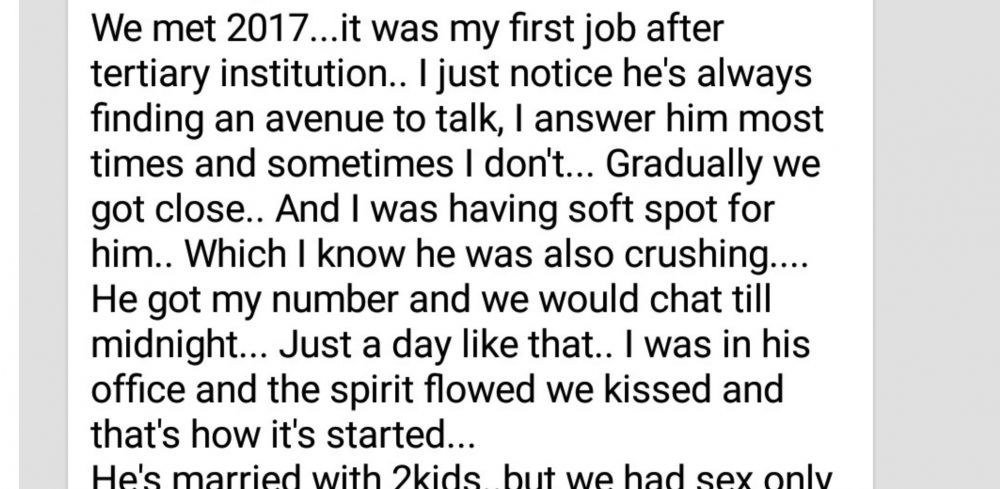 We met 2017...it was my first job after
tertiary institution.. I just notice he's always
finding an avenue to talk, I answer him most
times and sometimes I don't... Gradually we
got close.. And I was having soft spot for
him.. Which I know he was also crushing....
He got my number and we would chat till
midnight... Just a day like that.. I was in his
office and the spirit flowed we kissed and
that's how it's started...
He's married with 2kids..but we had sex only